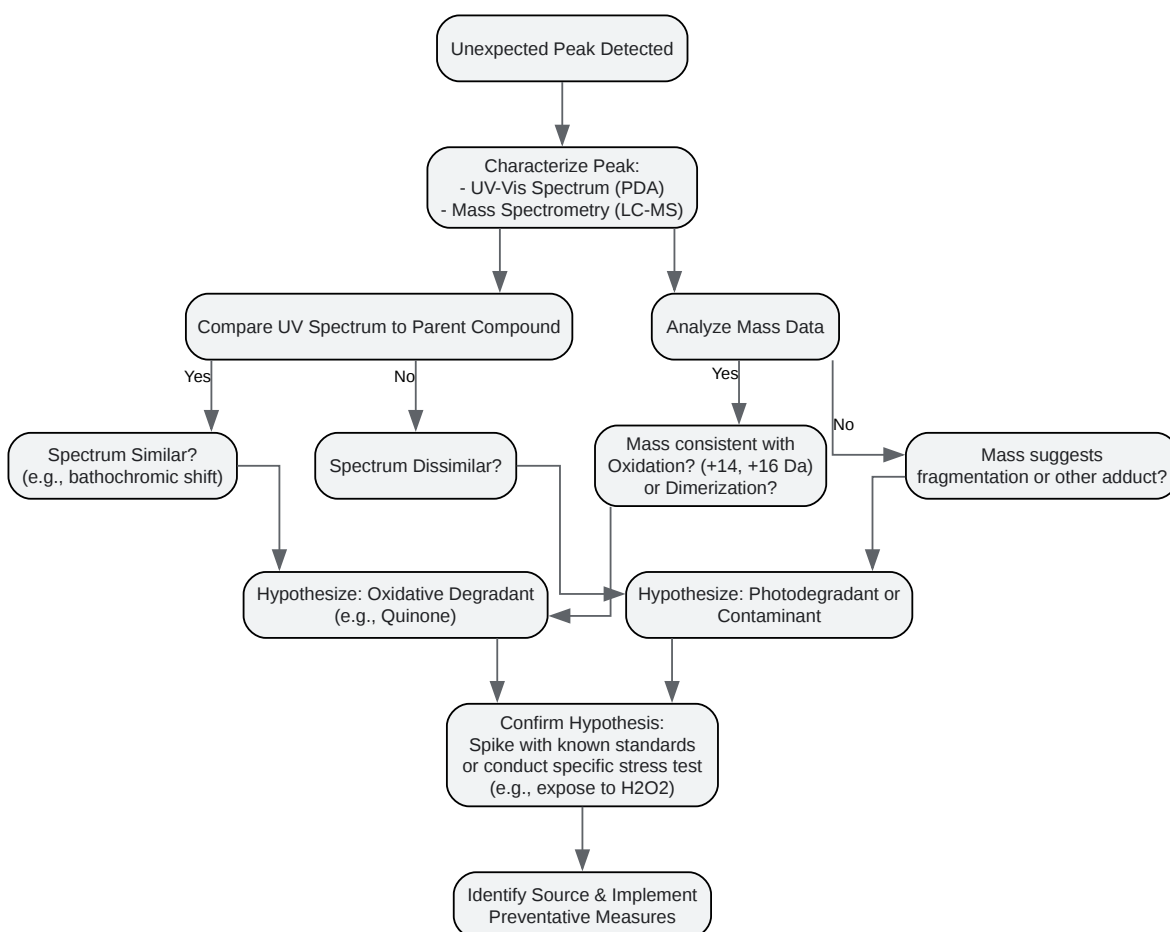 Unexpected Peak Detected
Characterize Peak:
- UV-Vis Spectrum (PDA)
- Mass Spectrometry (LC-MS)
Compare UV Spectrum to Parent Compound
Analyze Mass Data
Yes
No
Yes
No
Spectrum Similar?
(e.g., bathochromic shift)
Spectrum Dissimilar?
Mass consistent with
Oxidation? (+14, +16 Da)
or Dimerization?
Mass suggests
fragmentation or other adduct?
Hypothesize: Oxidative Degradant
(e.g., Quinone)
Hypothesize: Photodegradant or
Contaminant
Confirm Hypothesis:
Spike with known standards
or conduct specific stress test
(e.g., expose to H2O2)
Identify Source & Implement
Preventative Measures